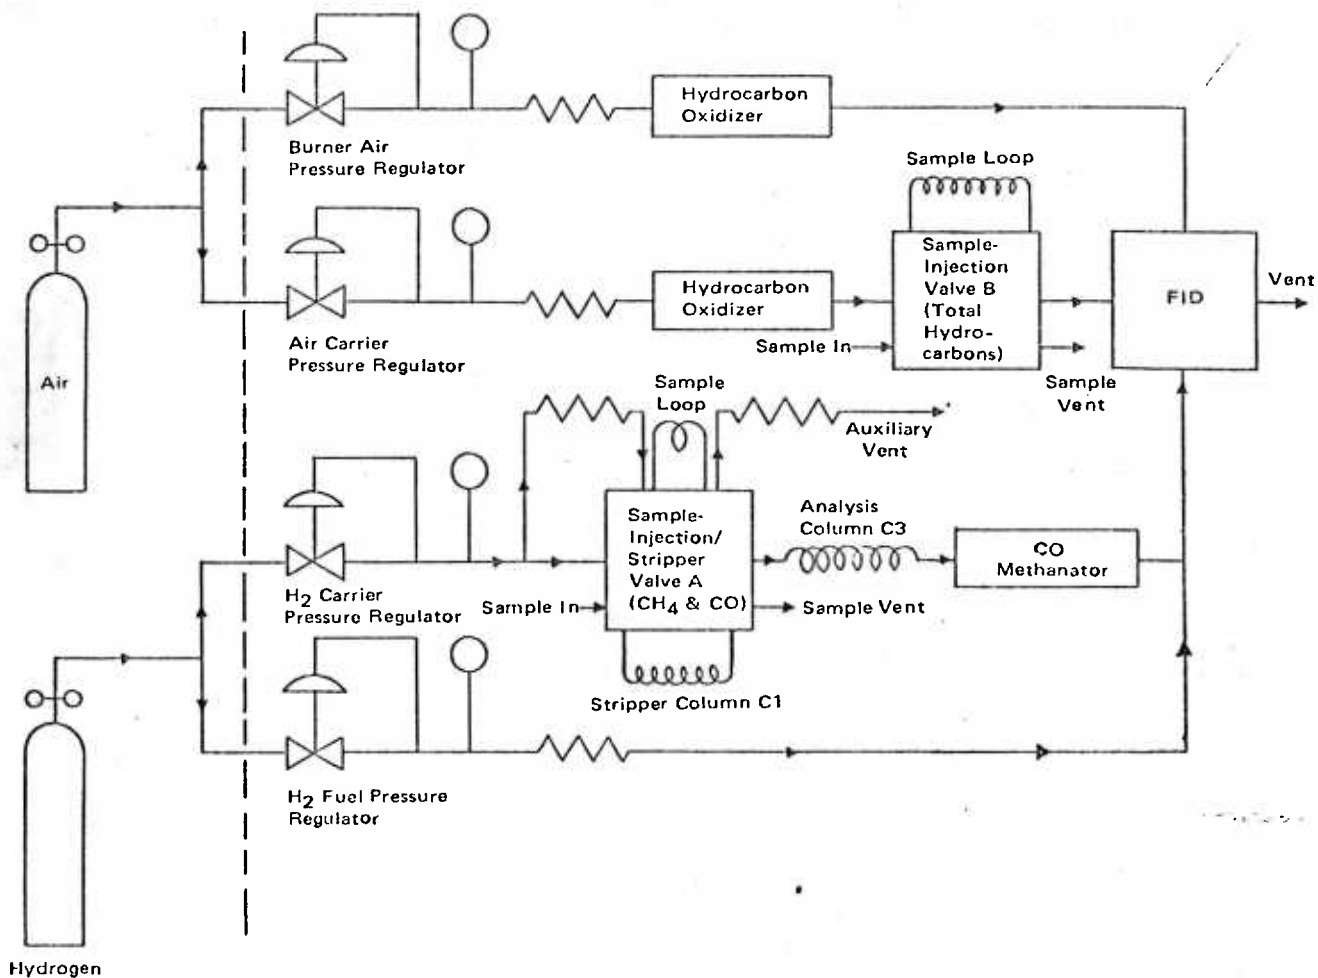 Hydrocarbon
Oxidizer
Burner Air
Pressure Regulator
Sample Loop
Air
Air Carrier
Pressure Regulator
Hydrocarbon
Oxidizer
Sample-
Injection
Valve B
(Total
Hydro-
carbons)
Sample In
Sample
Vent
FID
Vent
Sample
Loop
Auxiliary
Vent
H2 Carrier
Pressure Regulator
Sample In
Sample-
Injection/
Stripper
Valve A
(CH4 & CO)
Analysis
Column C3
CO
Methanator
Sample Vent
Stripper Column C1
H2 Fuel Pressure
Regulator
Hydrogen